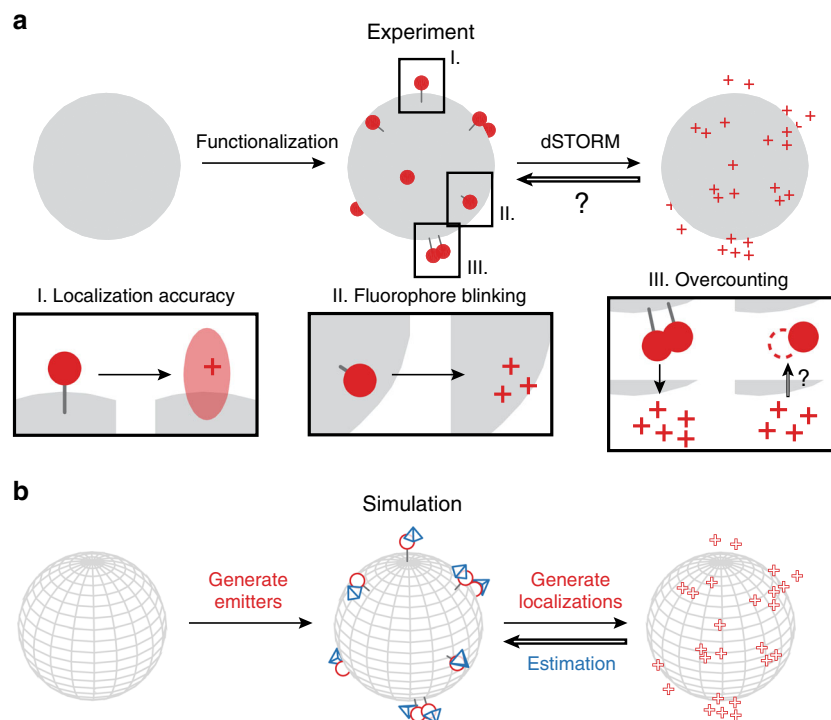 a
Experiment
I.
Functionalization
dSTORM
?
II.
III.
I. Localization accuracy
II. Fluorophore blinking
III. Overcounting
?
b
Simulation
Generate
emitters
Generate
localizations
Estimation